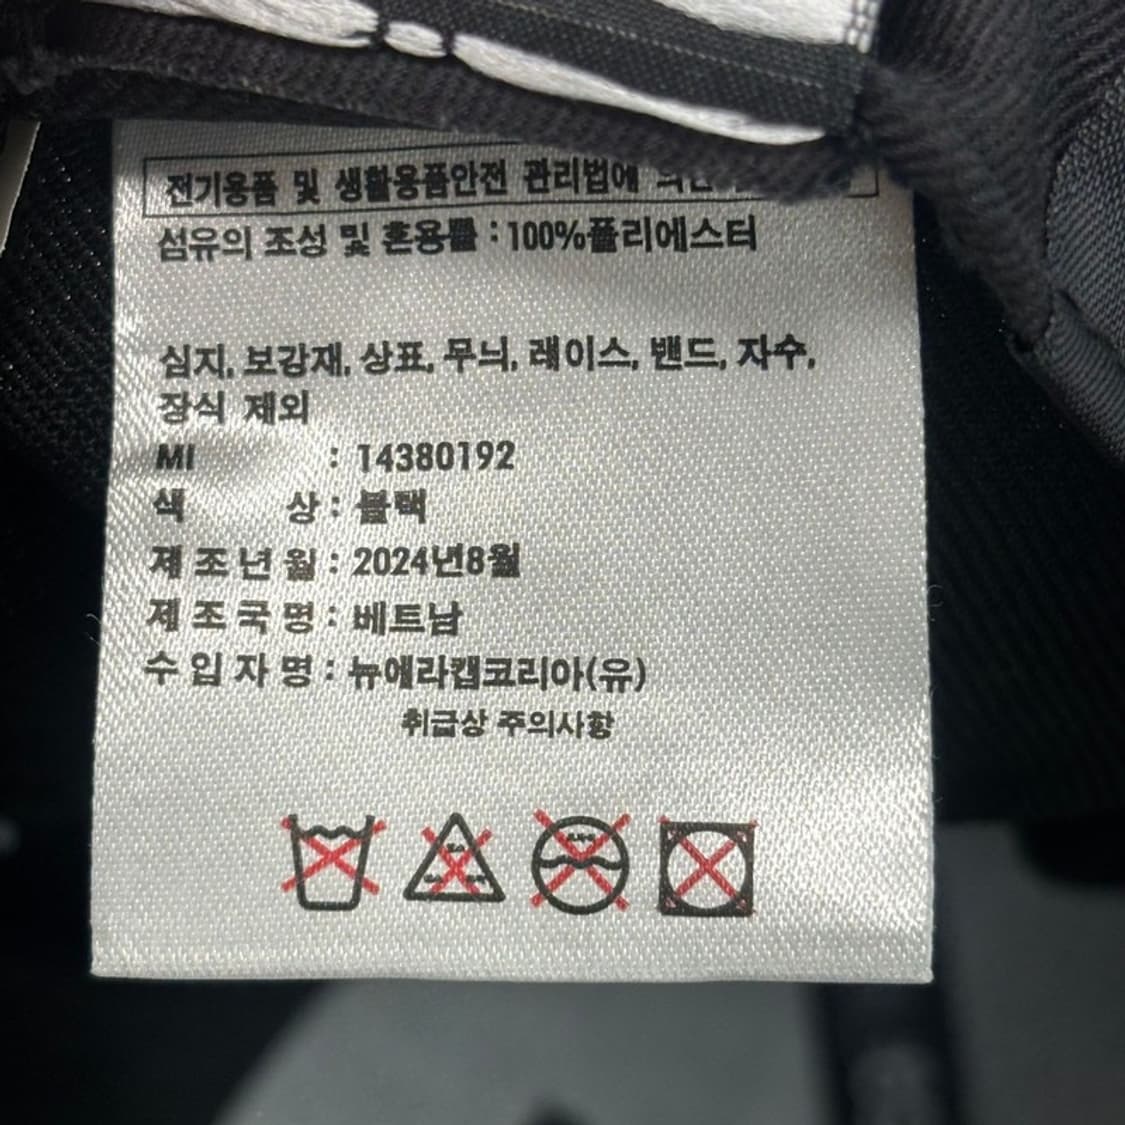 전기용품 및 생활용품안전 관리법에
섬유의 조성 및 혼용률 : 100%폴리에스터
심지, 보강재, 상표, 무늬, 레이스, 밴드, 자수,
장식 제외
MI : 14380192
색 상 : 블랙
제조년월 : 2024년8월
제조국명 : 베트남
수입자명 : 뉴에라캡코리아(유)
취급상 주의사항